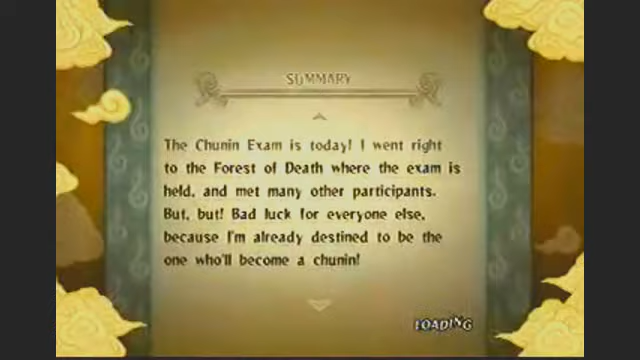 SUMMARY
The Chunin Exam is today! I went right
to the Forest of Death where the exam is
held, and met many other participants.
But, but! Bad luck for everyone else,
because I'm already destined to be the
one who'll become a chunin!
LOADING